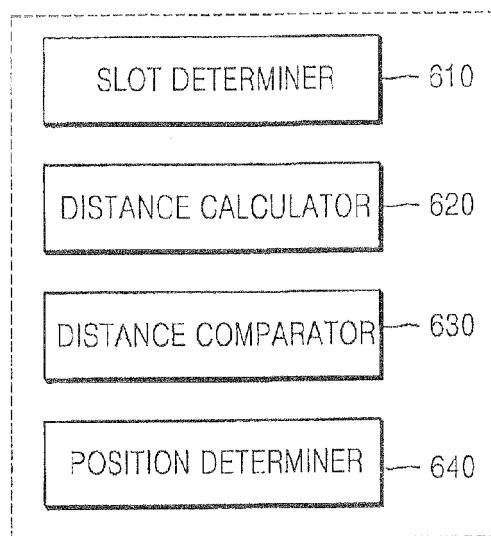 SLOT DETERMINER 610
DISTANCE CALCULATOR 620
DISTANCE COMPARATOR 630
POSITION DETERMINER 640